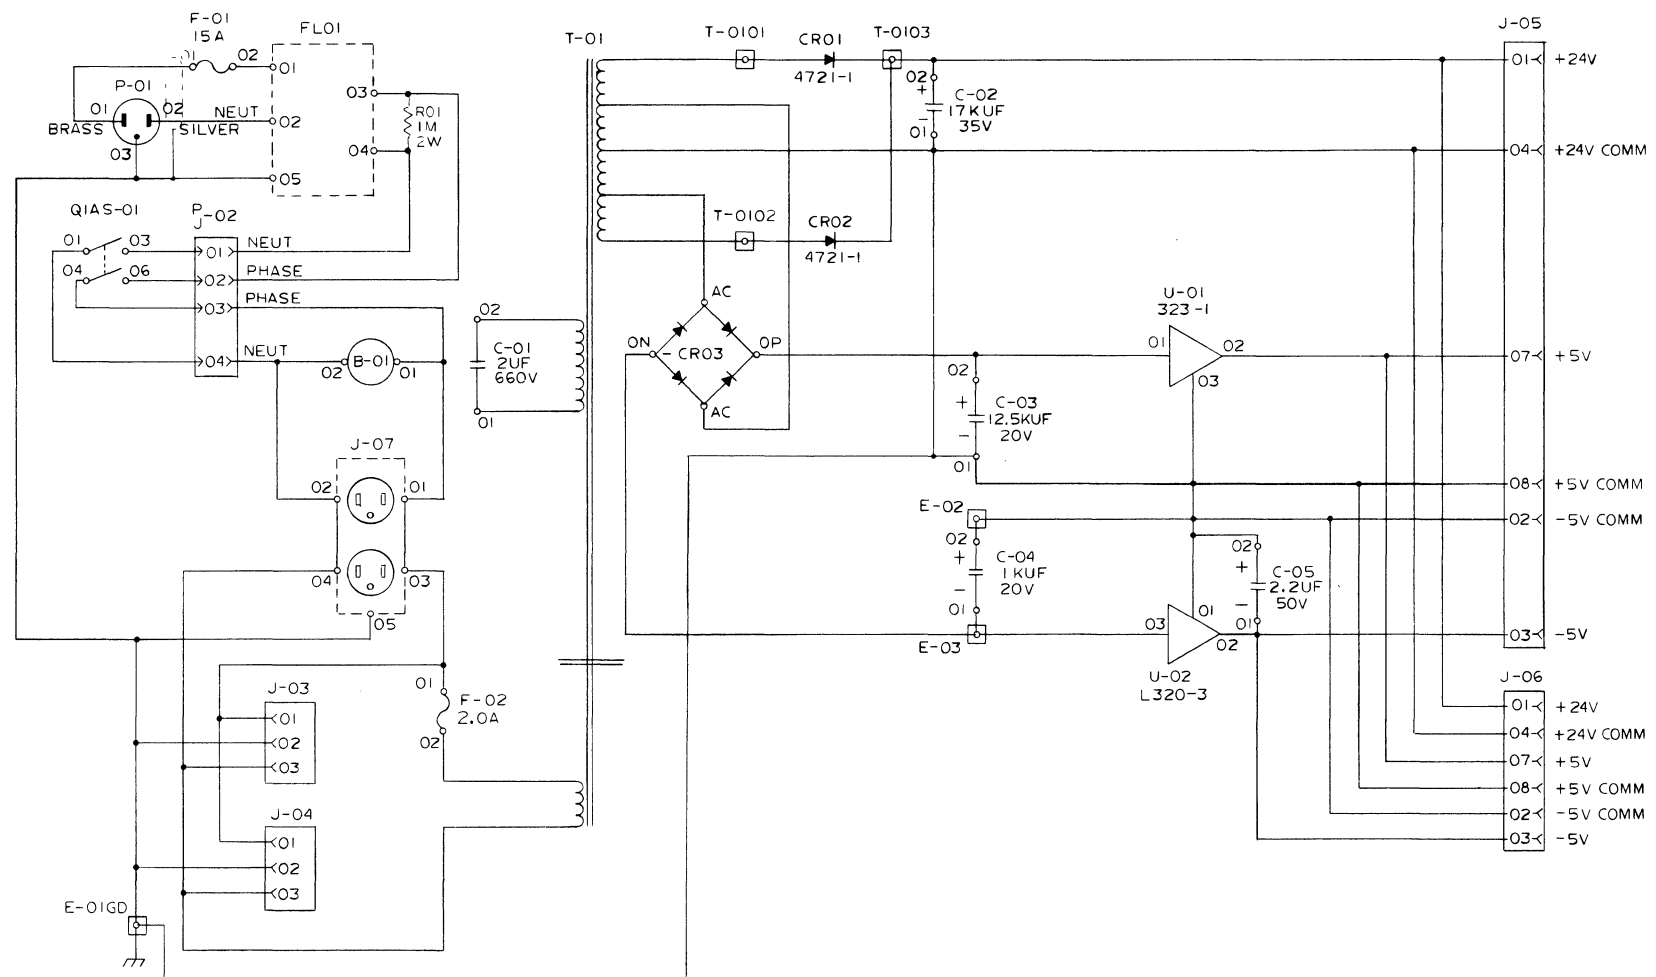 F-01
15A
FL01
01
02
01
P-01
01
02
NEUT
BRASS
SILVER
02
03
03
R01
1M
2W
04
05
Q1AS-01
P
J-02
01
03
01
NEUT
04
06
02
PHASE
03
PHASE
04
NEUT
B-01
02
01
02
C-01
2UF
660V
01
J-07
02
01
04
03
05
J-03
01
02
03
J-04
01
02
03
01
F-02
2.0A
02
E-01GD
T-01
T-0101
CR01
4721-1
T-0103
02
+
C-02
17KUF
35V
-
01
T-0102
CR02
4721-1
AC
ON
-
CR03
OP
AC
U-01
323-1
01
02
03
02
+
C-03
12.5KUF
20V
-
01
E-02
02
+
C-04
1KUF
20V
-
01
E-03
02
+
C-05
2.2UF
50V
-
01
03
01
02
U-02
L320-3
J-05
01 +24V
04 +24V COMM
07 +5V
08 +5V COMM
02 -5V COMM
03 -5V
J-06
01 +24V
04 +24V COMM
07 +5V
08 +5V COMM
02 -5V COMM
03 -5V